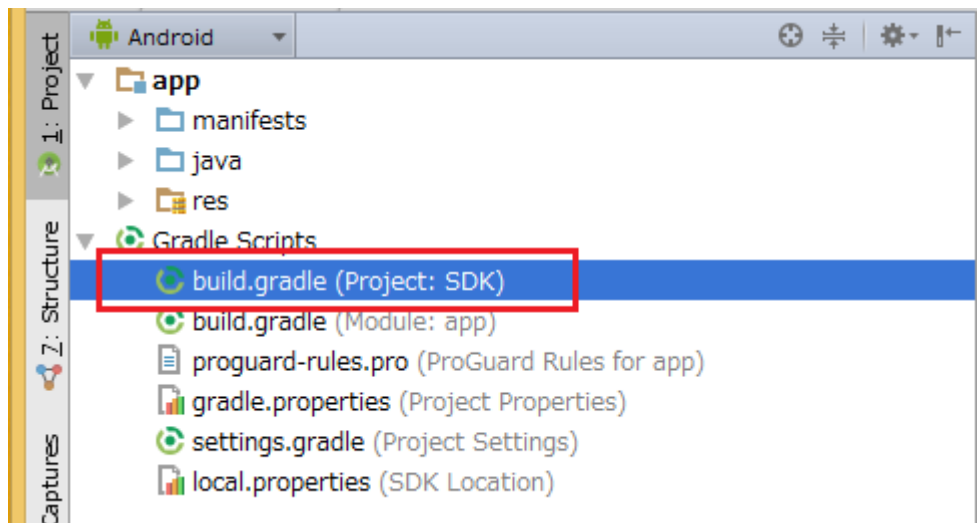 Android
1: Project
app
manifests
java
res
Gradle Scripts
build.gradle (Project: SDK)
build.gradle (Module: app)
proguard-rules.pro (ProGuard Rules for app)
gradle.properties (Project Properties)
settings.gradle (Project Settings)
local.properties (SDK Location)
7: Structure
Captures